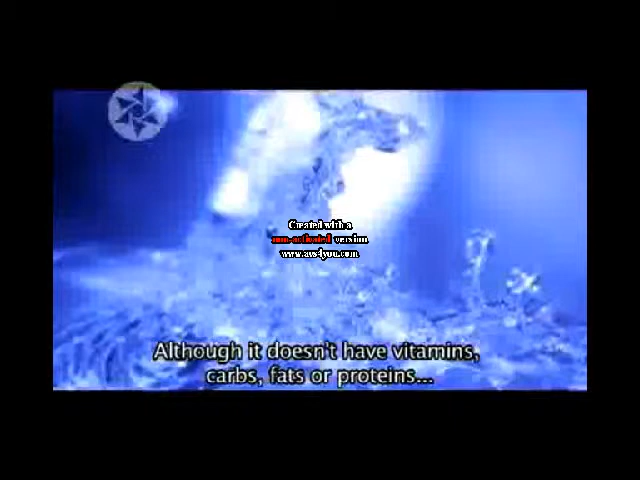 Created with a
non-activated version
www.avs4you.com
Although it doesn't have vitamins,
carbs, fats or proteins...